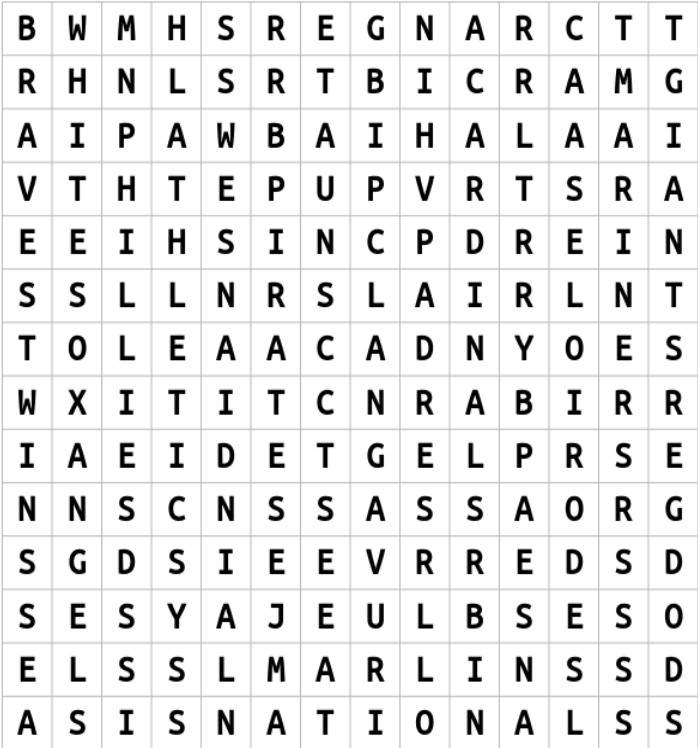 B W M H S R E G N A R C T T
R H N L S R T B I C R A M G
A I P A W B A I H A L A A I
V T H T E P U P V R T S R A
E E I H S I N C P D R E I N
S S L L N R S L A I R L N T
T O L E A A C A D N Y O E S
W X I T I T C N R A B I R R
I A E I D E T G E L P R S E
N N S C N S S A S S A O R G
S G D S I E E V R R E D S D
S E S Y A J E U L B S E S O
E L S S L M A R L I N S S D
A S I S N A T I O N A L S S